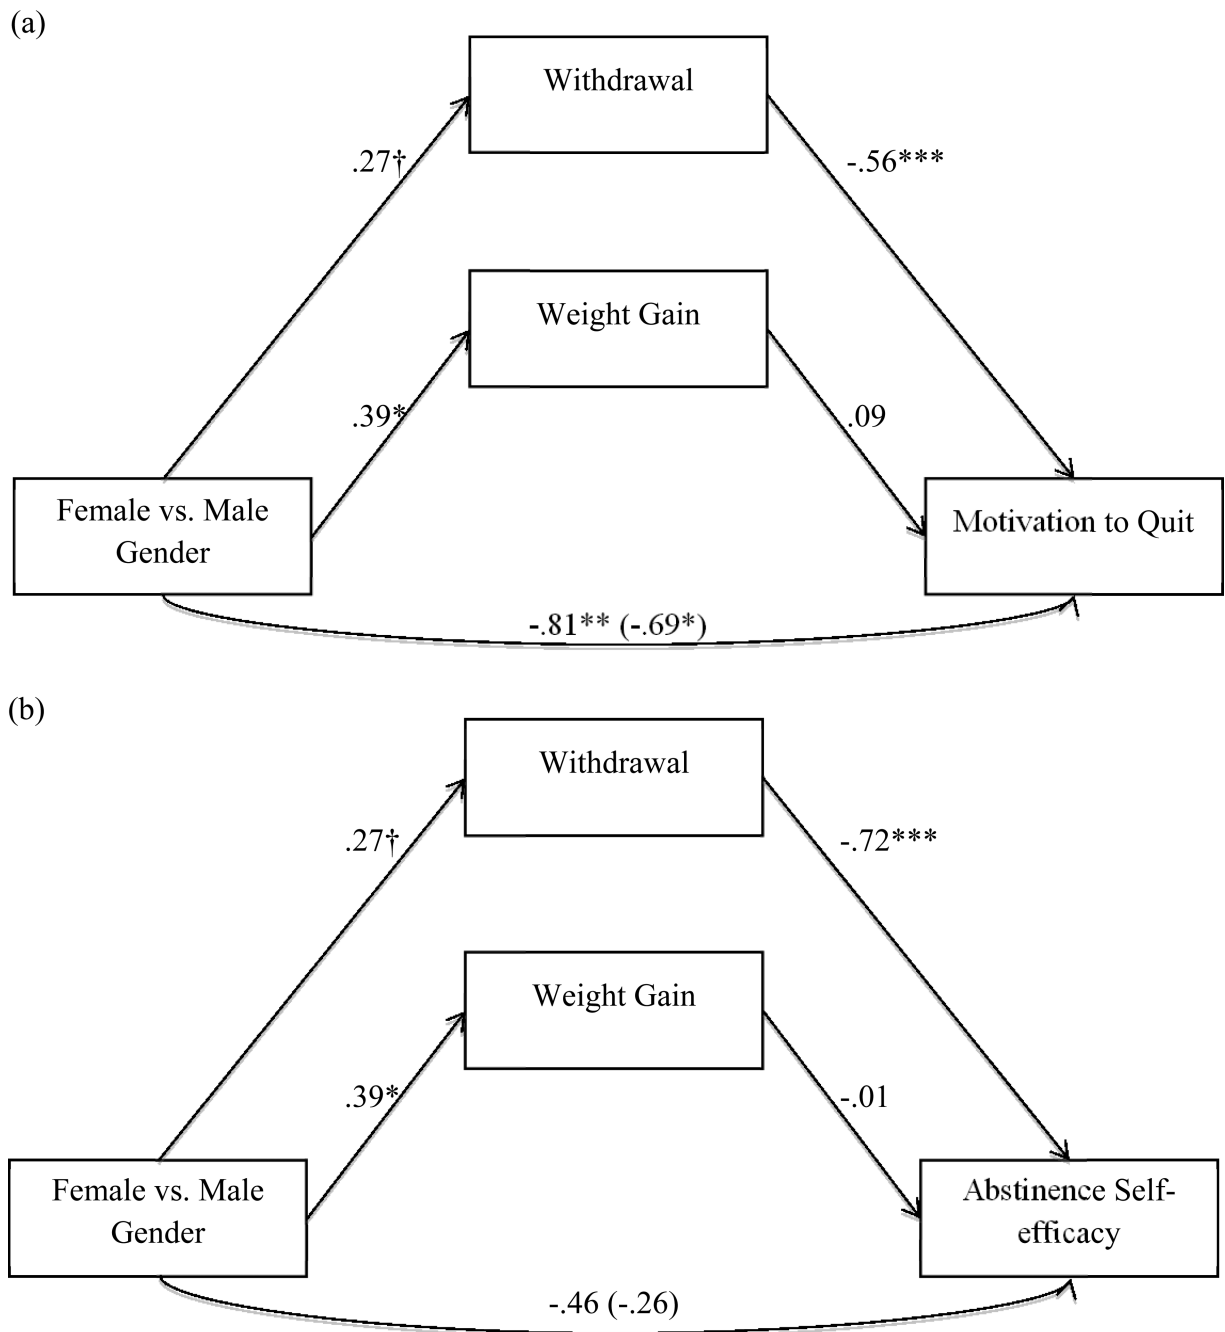 (a)
Withdrawal
.27†
-.56***
Weight Gain
.39*
.09
Female vs. Male
Gender
Motivation to Quit
-.81** (-.69*)
(b)
Withdrawal
.27†
-.72***
Weight Gain
.39*
-.01
Female vs. Male
Gender
Abstinence Self-
efficacy
-.46 (-.26)